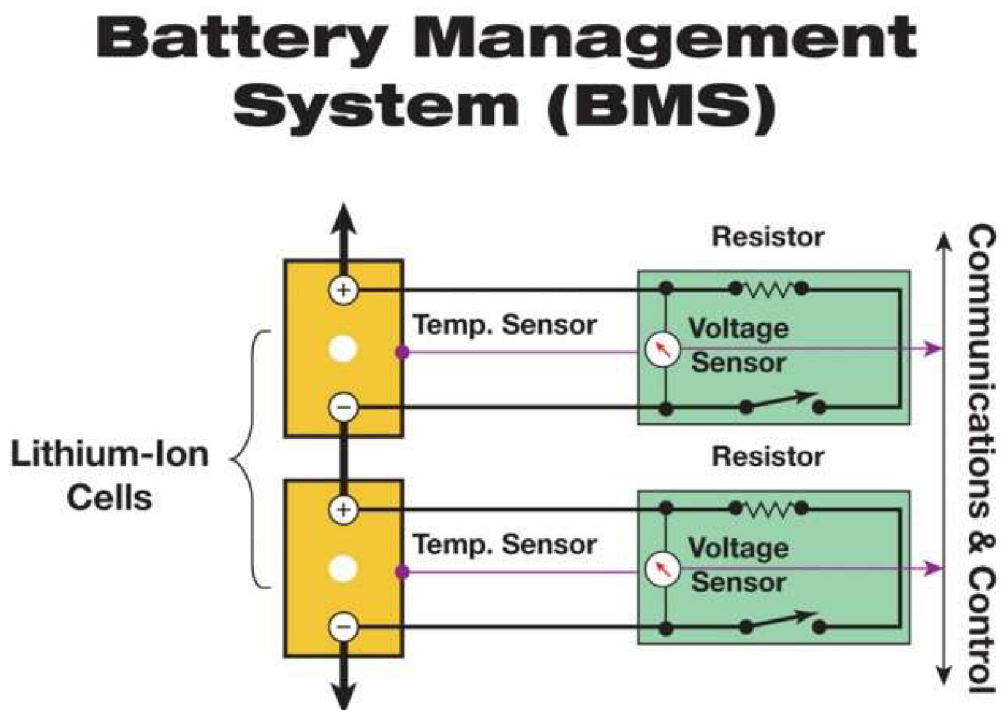 Battery Management
System (BMS)
Resistor
Temp. Sensor
Voltage
Sensor
Lithium-Ion
Cells
Resistor
Temp. Sensor
Voltage
Sensor
Communications & Control
+
−
+
−